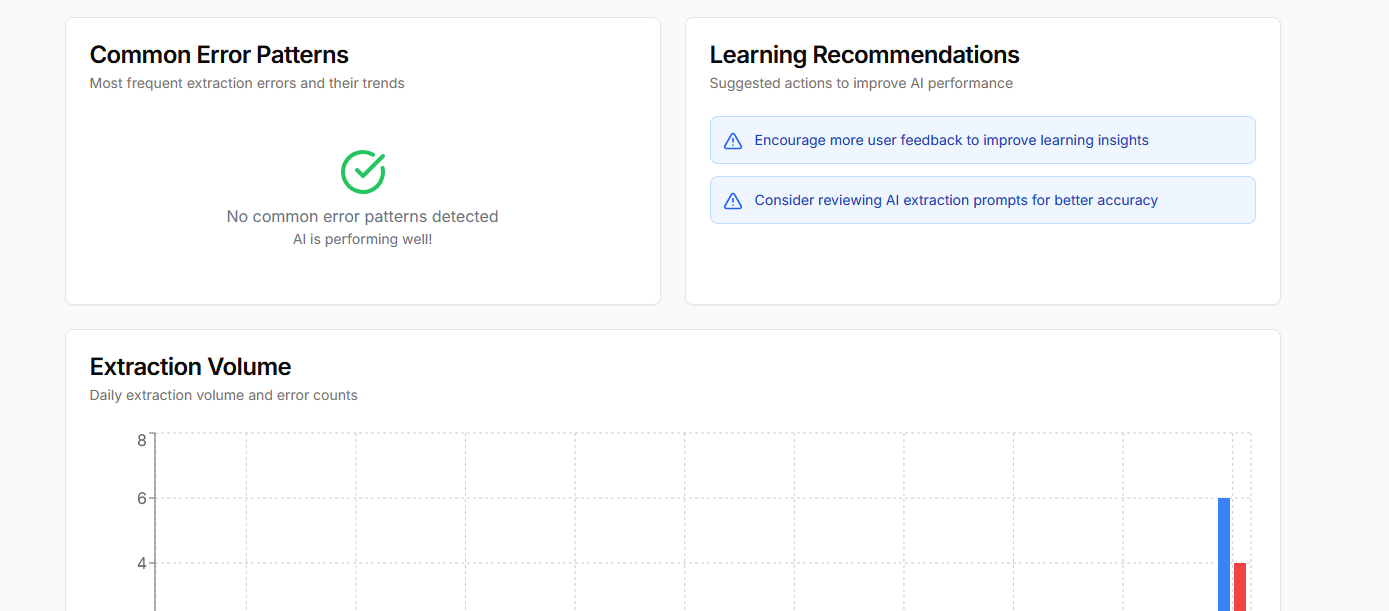 Common Error Patterns
Most frequent extraction errors and their trends
No common error patterns detected
AI is performing well!
Learning Recommendations
Suggested actions to improve AI performance
Encourage more user feedback to improve learning insights
Consider reviewing AI extraction prompts for better accuracy
Extraction Volume
Daily extraction volume and error counts
8
6
4